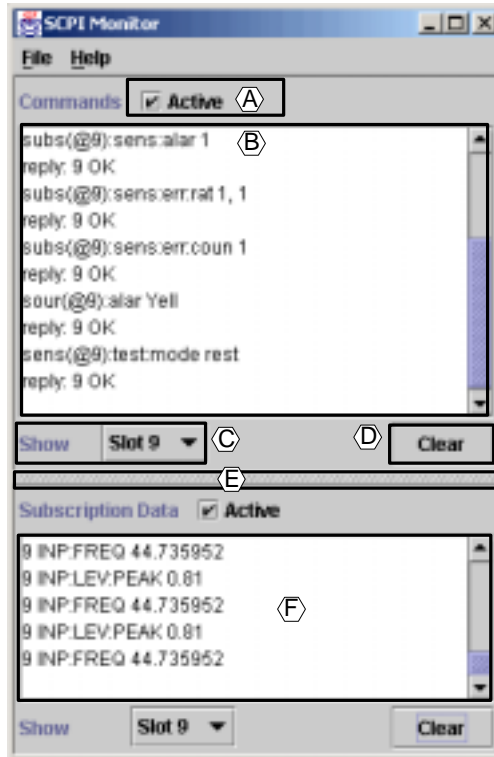 SCPI Monitor
File Help
Commands Active A
B
subs(@9):sens:alar 1
reply: 9 OK
subs(@9):sens:err:rat 1, 1
reply: 9 OK
subs(@9):sens:err:coun 1
reply: 9 OK
sour(@9):alar Yell
reply: 9 OK
sens(@9):test:mode rest
reply: 9 OK
Show Slot 9 C D Clear
E
Subscription Data Active
9 INP:FREQ 44.735952
9 INP:LEV:PEAK 0.81
9 INP:FREQ 44.735952
F
9 INP:LEV:PEAK 0.81
9 INP:FREQ 44.735952
Show Slot 9 Clear